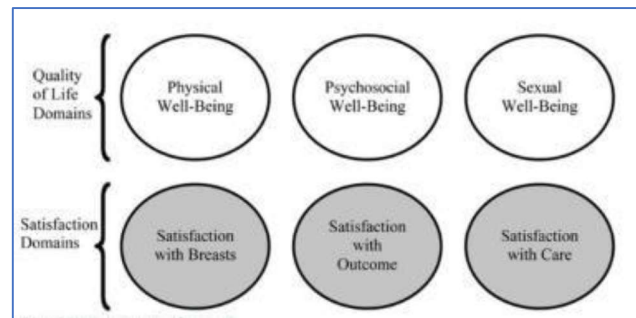 Quality
of Life
Domains
Physical
Well-Being
Psychosocial
Well-Being
Sexual
Well-Being
Satisfaction
Domains
Satisfaction
with Breasts
Satisfaction
with
Outcome
Satisfaction
with Care